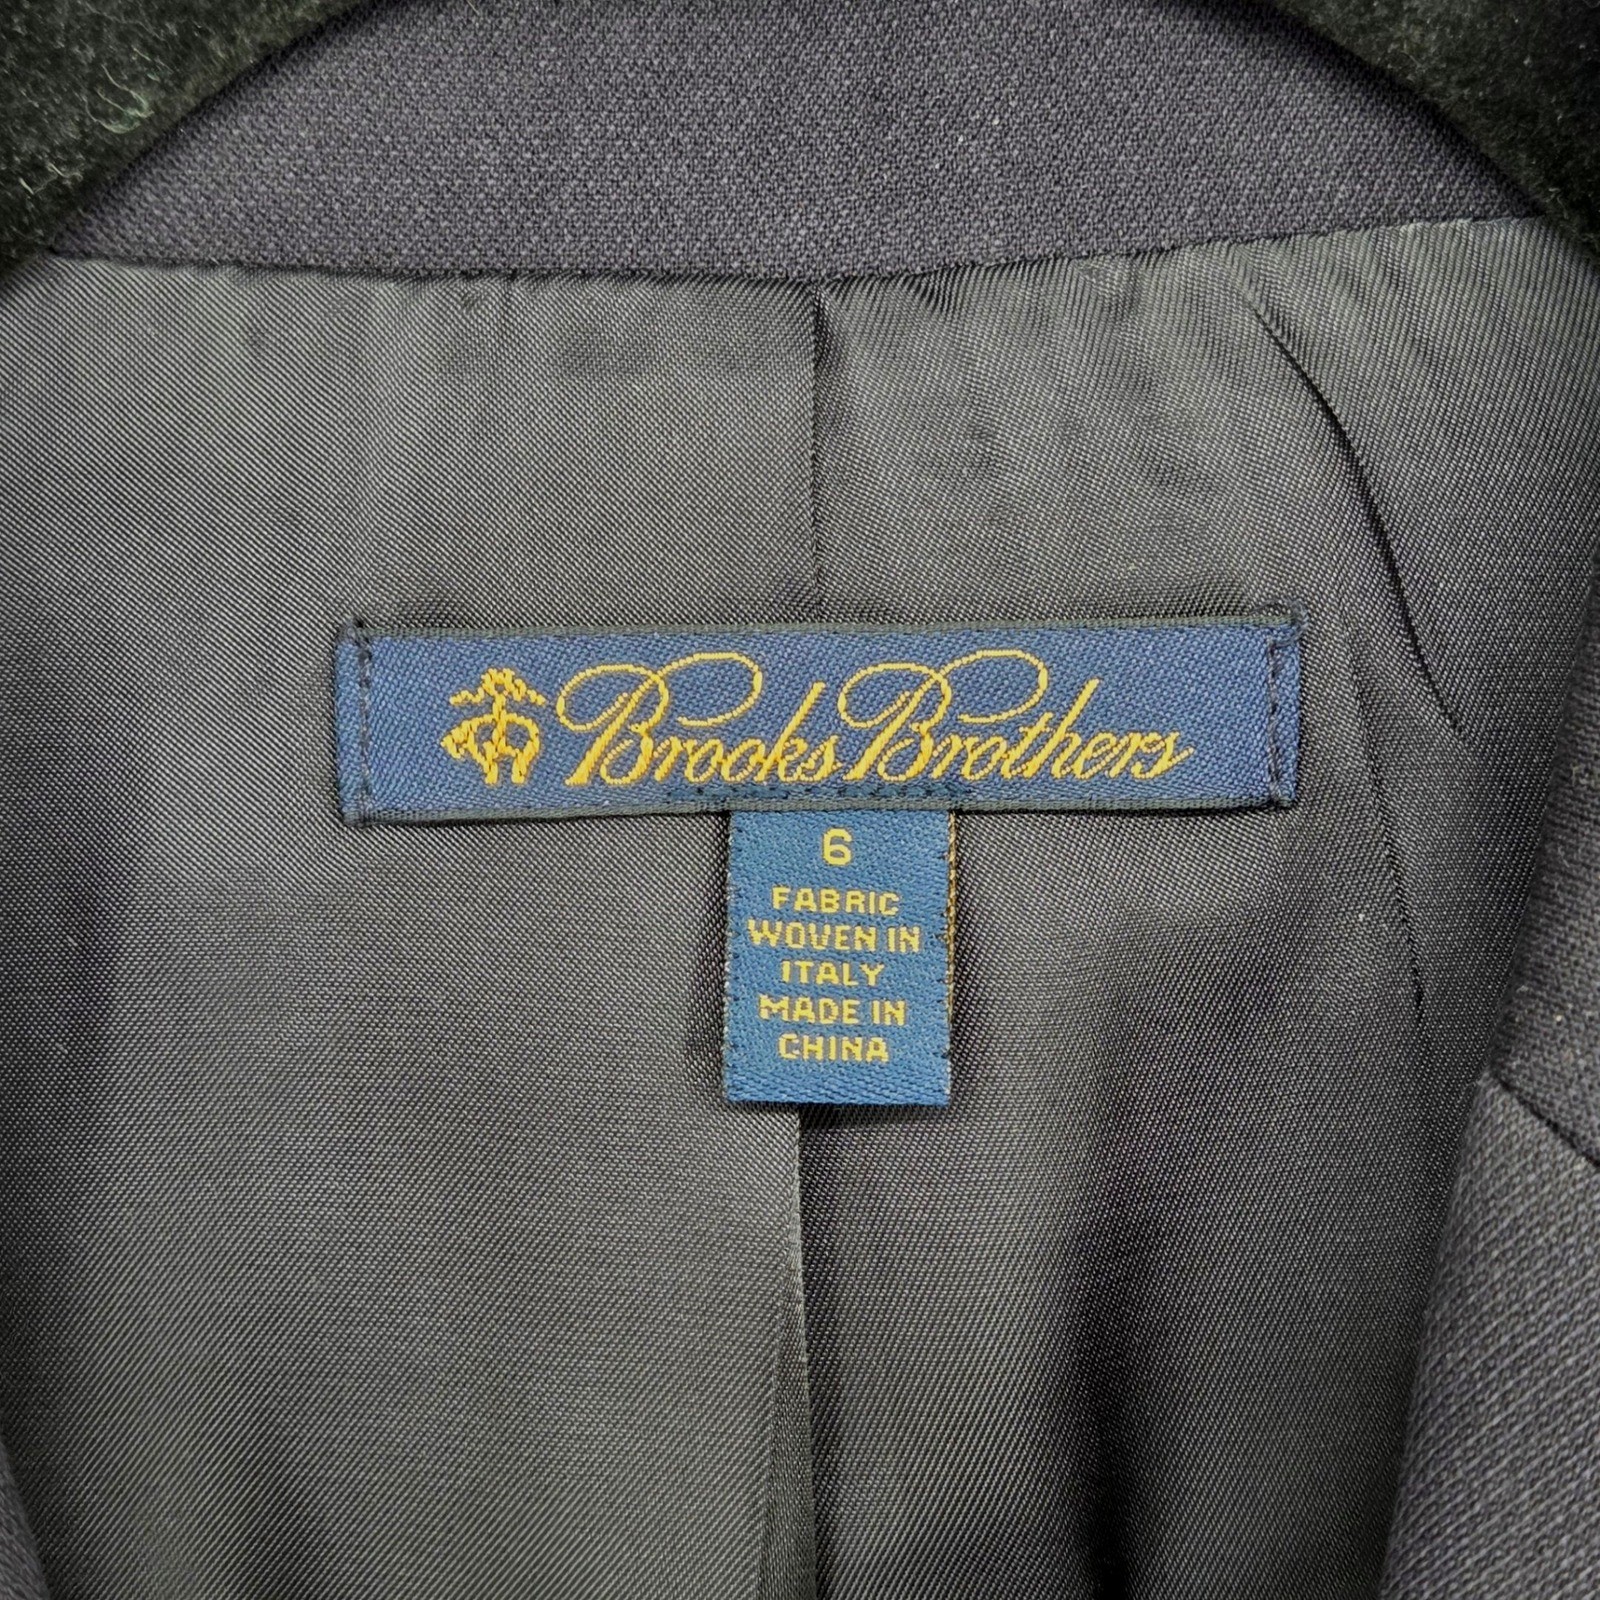 Brooks Brothers
6
FABRIC
WOVEN IN
ITALY
MADE IN
CHINA